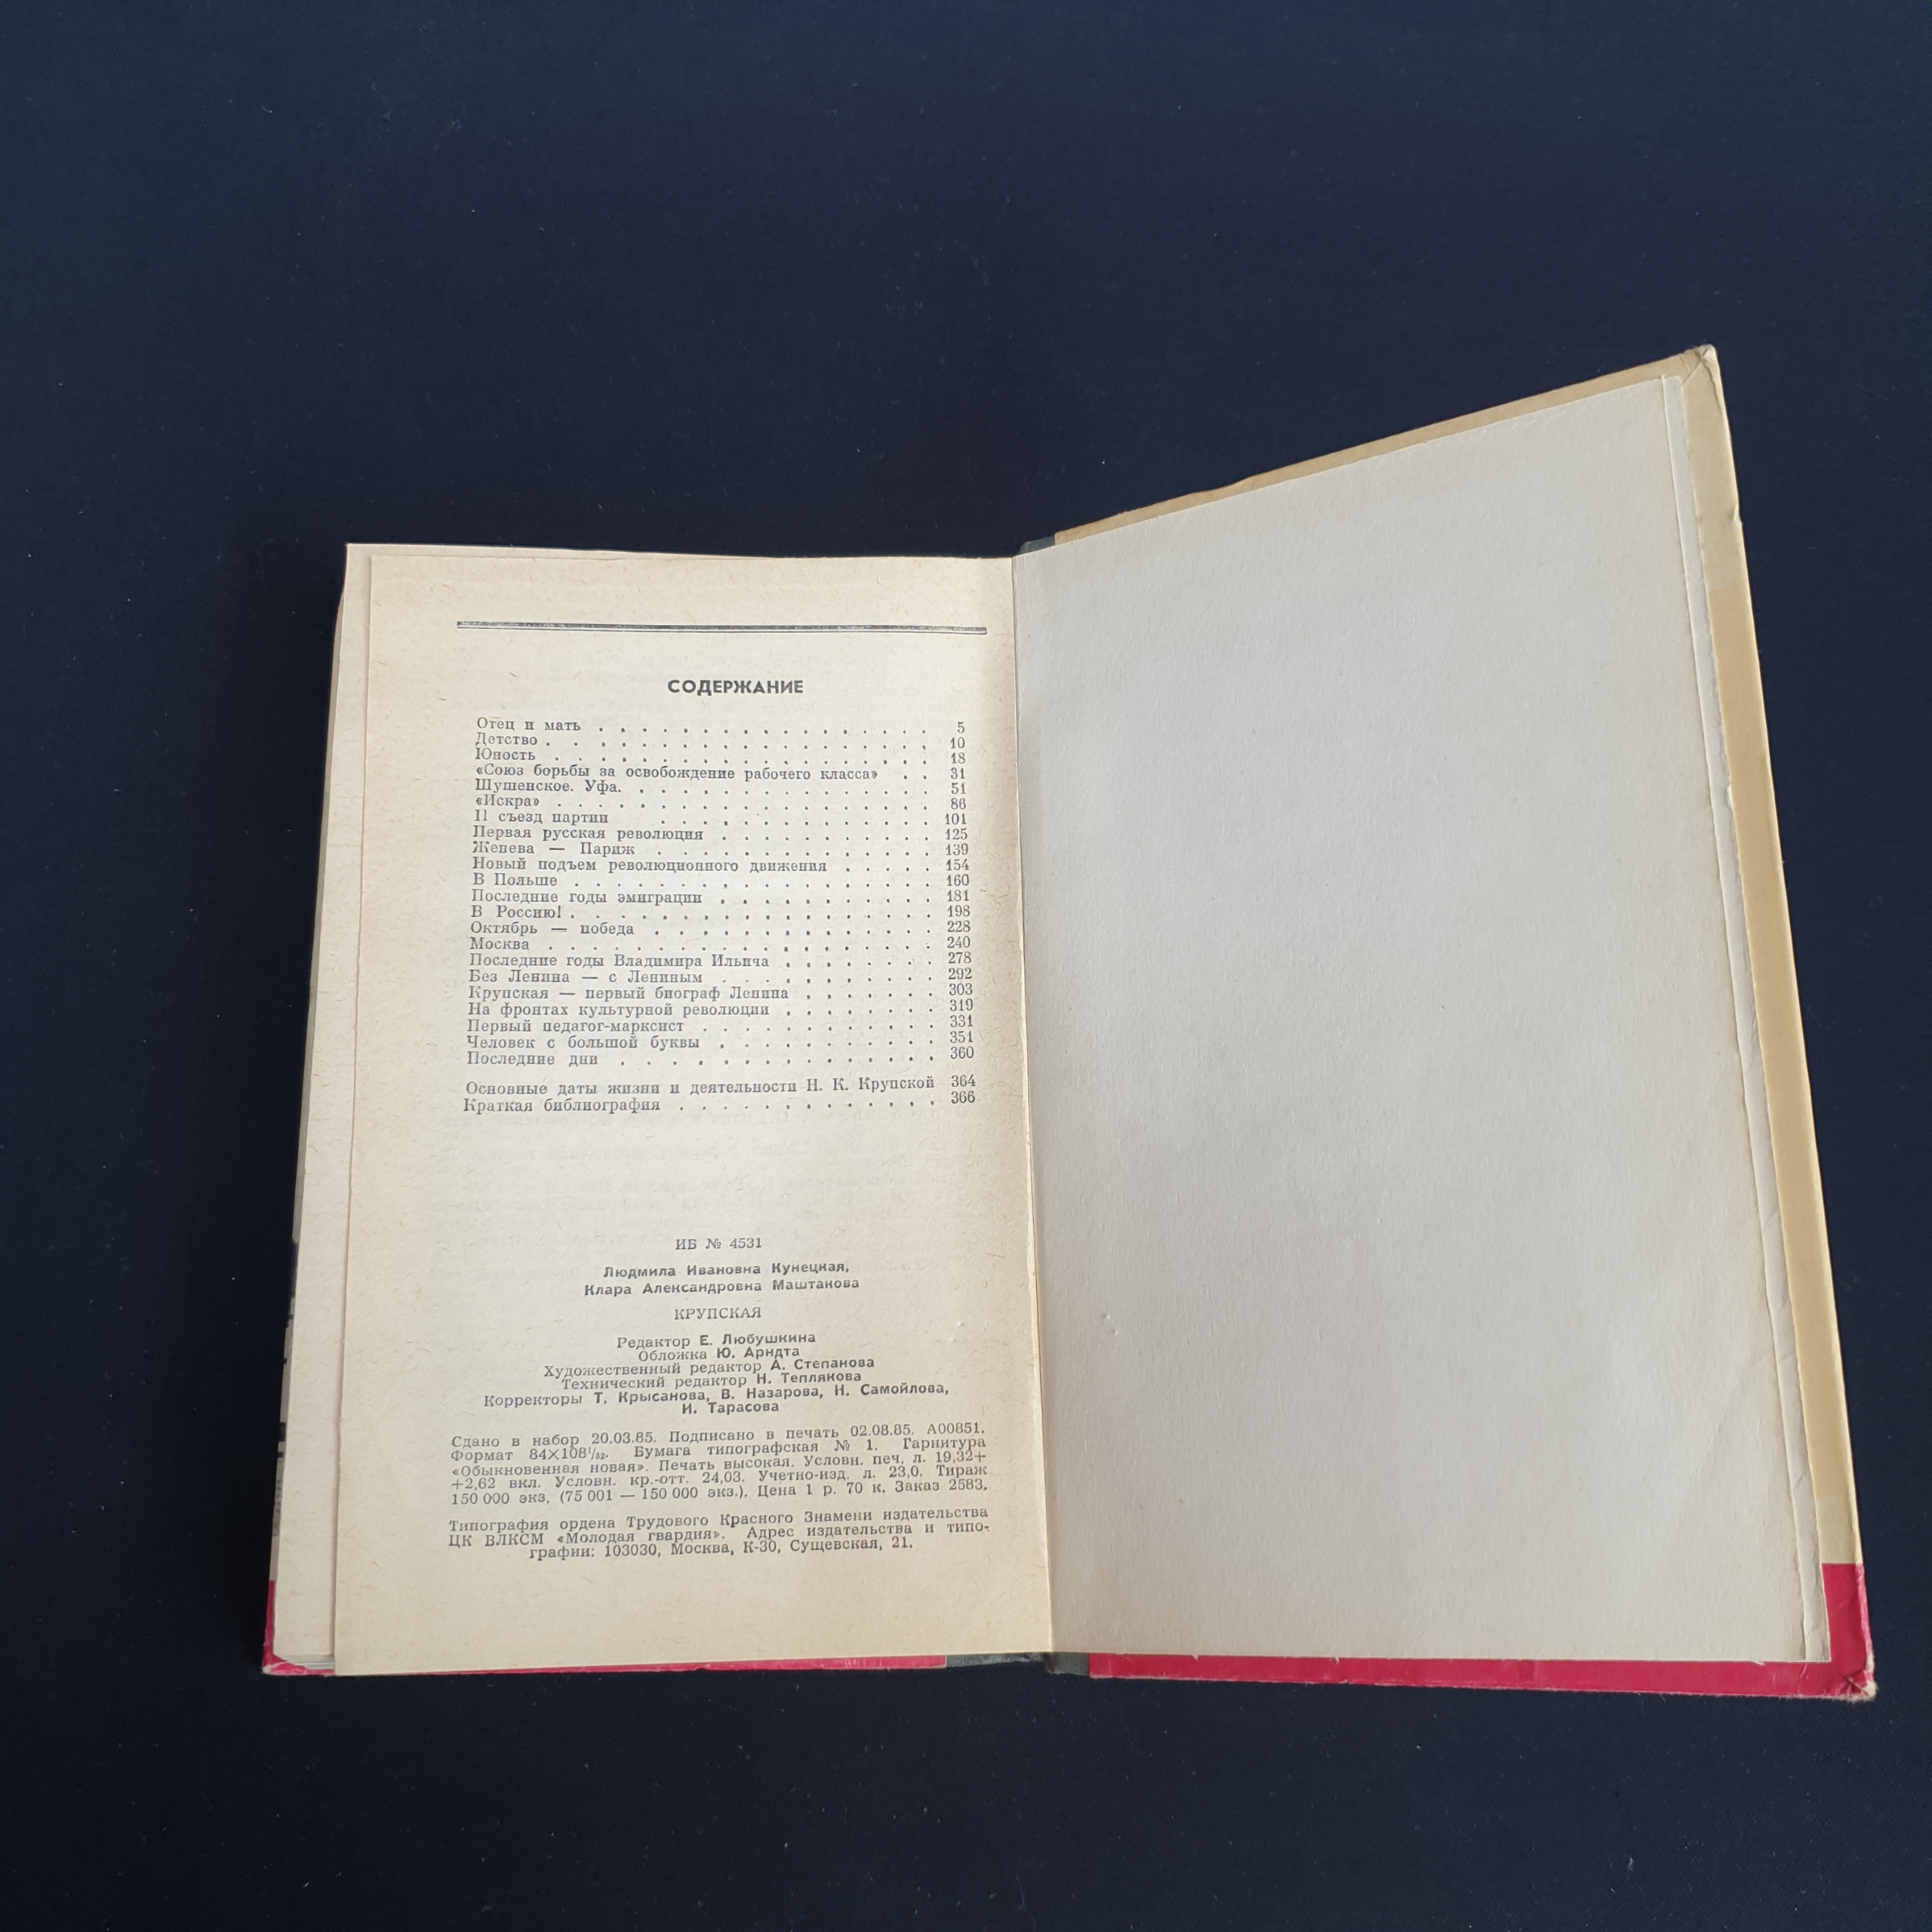 СОДЕРЖАНИЕ
Отец и мать . . . . . . . . . . . . . . . 5
Детство . . . . . . . . . . . . . . . . . 10
Юность . . . . . . . . . . . . . . . . . 18
«Союз борьбы за освобождение рабочего класса» . . 31
Шушенское. Уфа. . . . . . . . . . . . . . . 51
«Искра» . . . . . . . . . . . . . . . . . 86
II съезд партии . . . . . . . . . . . . . 101
Первая русская революция . . . . . . . . . . 125
Женева — Париж . . . . . . . . . . . . . 139
Новый подъем революционного движения . . . . . 154
В Польше . . . . . . . . . . . . . . . . 160
Последние годы эмиграции . . . . . . . . . . 181
В Россию! . . . . . . . . . . . . . . . . 198
Октябрь — победа . . . . . . . . . . . . . 228
Москва . . . . . . . . . . . . . . . . . 240
Последние годы Владимира Ильича . . . . . . . 278
Без Ленина — с Лениным . . . . . . . . . . 292
Крупская — первый биограф Ленина . . . . . . . 303
На фронтах культурной революции . . . . . . . 319
Первый педагог-марксист . . . . . . . . . . . 331
Человек с большой буквы . . . . . . . . . . 351
Последние дни . . . . . . . . . . . . . . 360
Основные даты жизни и деятельности Н. К. Крупской 364
Краткая библиография . . . . . . . . . . . . 366
ИБ № 4531
Людмила Ивановна Кунецкая,
Клара Александровна Маштакова
КРУПСКАЯ
Редактор Е. Любушкина
Обложка Ю. Арндта
Художественный редактор А. Степанова
Технический редактор Н. Теплякова
Корректоры Т. Крысанова, В. Назарова, Н. Самойлова,
И. Тарасова
Сдано в набор 20.03.85. Подписано в печать 02.08.85. А00851.
Формат 84×108¹/₃₂. Бумага типографская № 1. Гарнитура
«Обыкновенная новая». Печать высокая. Условн. печ. л. 19,32+
+2,62 вкл. Условн. кр.-отт. 24,03. Учетно-изд. л. 23,0. Тираж
150 000 экз. (75 001 — 150 000 экз.). Цена 1 р. 70 к. Заказ 2583.
Типография ордена Трудового Красного Знамени издательства
ЦК ВЛКСМ «Молодая гвардия». Адрес издательства и типо-
графии: 103030, Москва, К-30, Сущевская, 21.